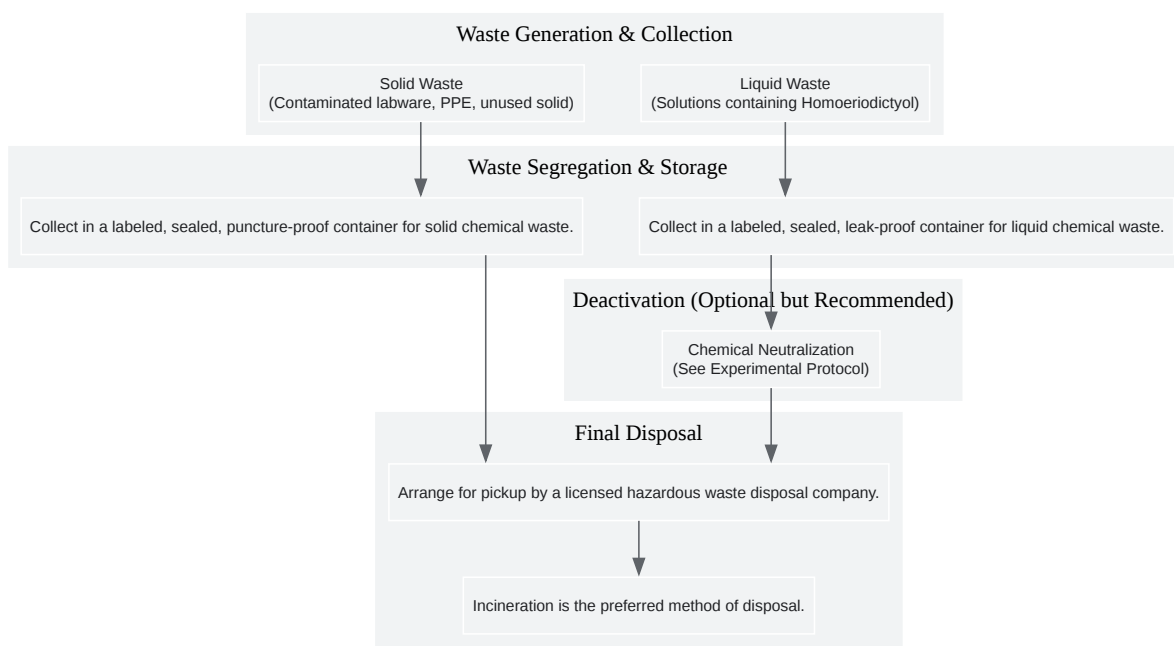 Waste Generation & Collection
Solid Waste
(Contaminated labware, PPE, unused solid)
Liquid Waste
(Solutions containing Homoeriodictyol)
Waste Segregation & Storage
Collect in a labeled, sealed, puncture-proof container for solid chemical waste.
Collect in a labeled, sealed, leak-proof container for liquid chemical waste.
Deactivation (Optional but Recommended)
Chemical Neutralization
(See Experimental Protocol)
Final Disposal
Arrange for pickup by a licensed hazardous waste disposal company.
Incineration is the preferred method of disposal.